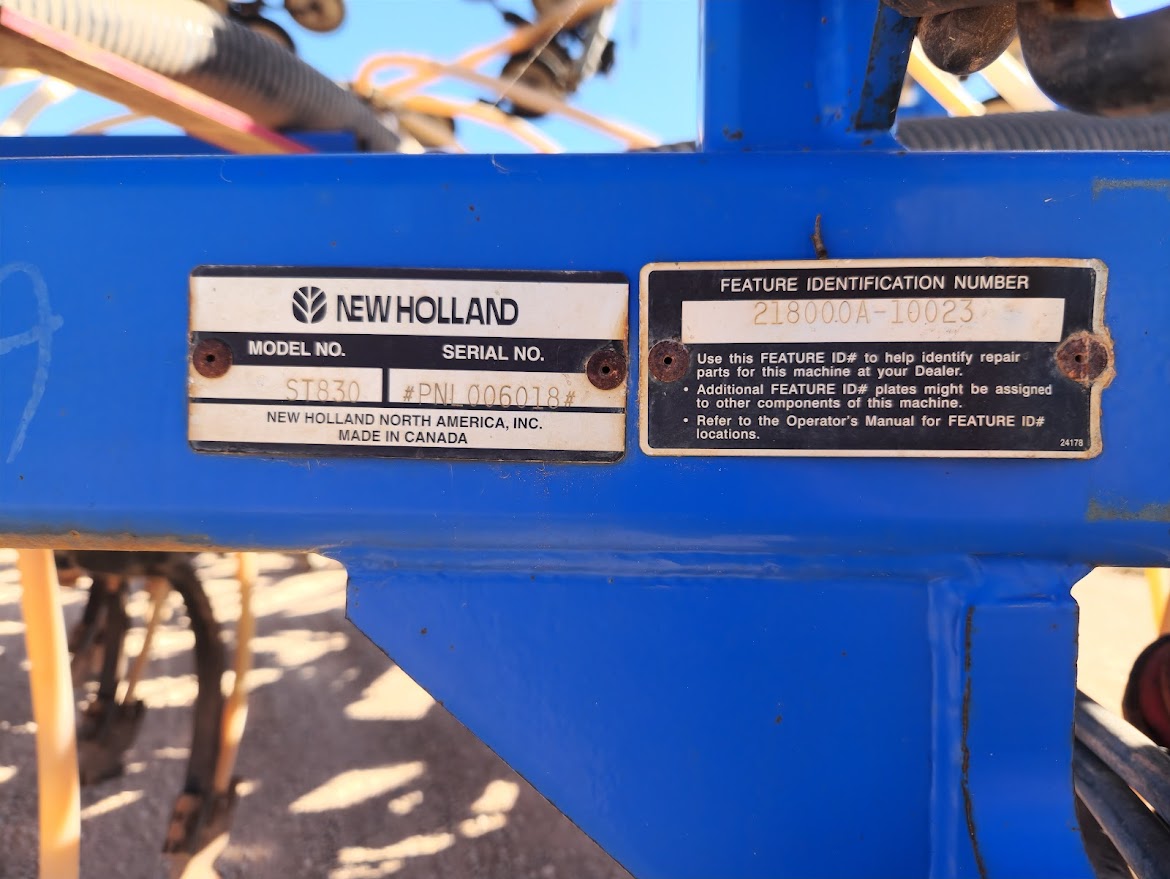 NEW HOLLAND
MODEL NO. SERIAL NO.
ST830 #PNL006018#
NEW HOLLAND NORTH AMERICA, INC.
MADE IN CANADA
FEATURE IDENTIFICATION NUMBER
218000A-10023
Use this FEATURE ID# to help identify repair
parts for this machine at your Dealer.
• Additional FEATURE ID# plates might be assigned
to other components of this machine.
• Refer to the Operator's Manual for FEATURE ID#
locations.
24178